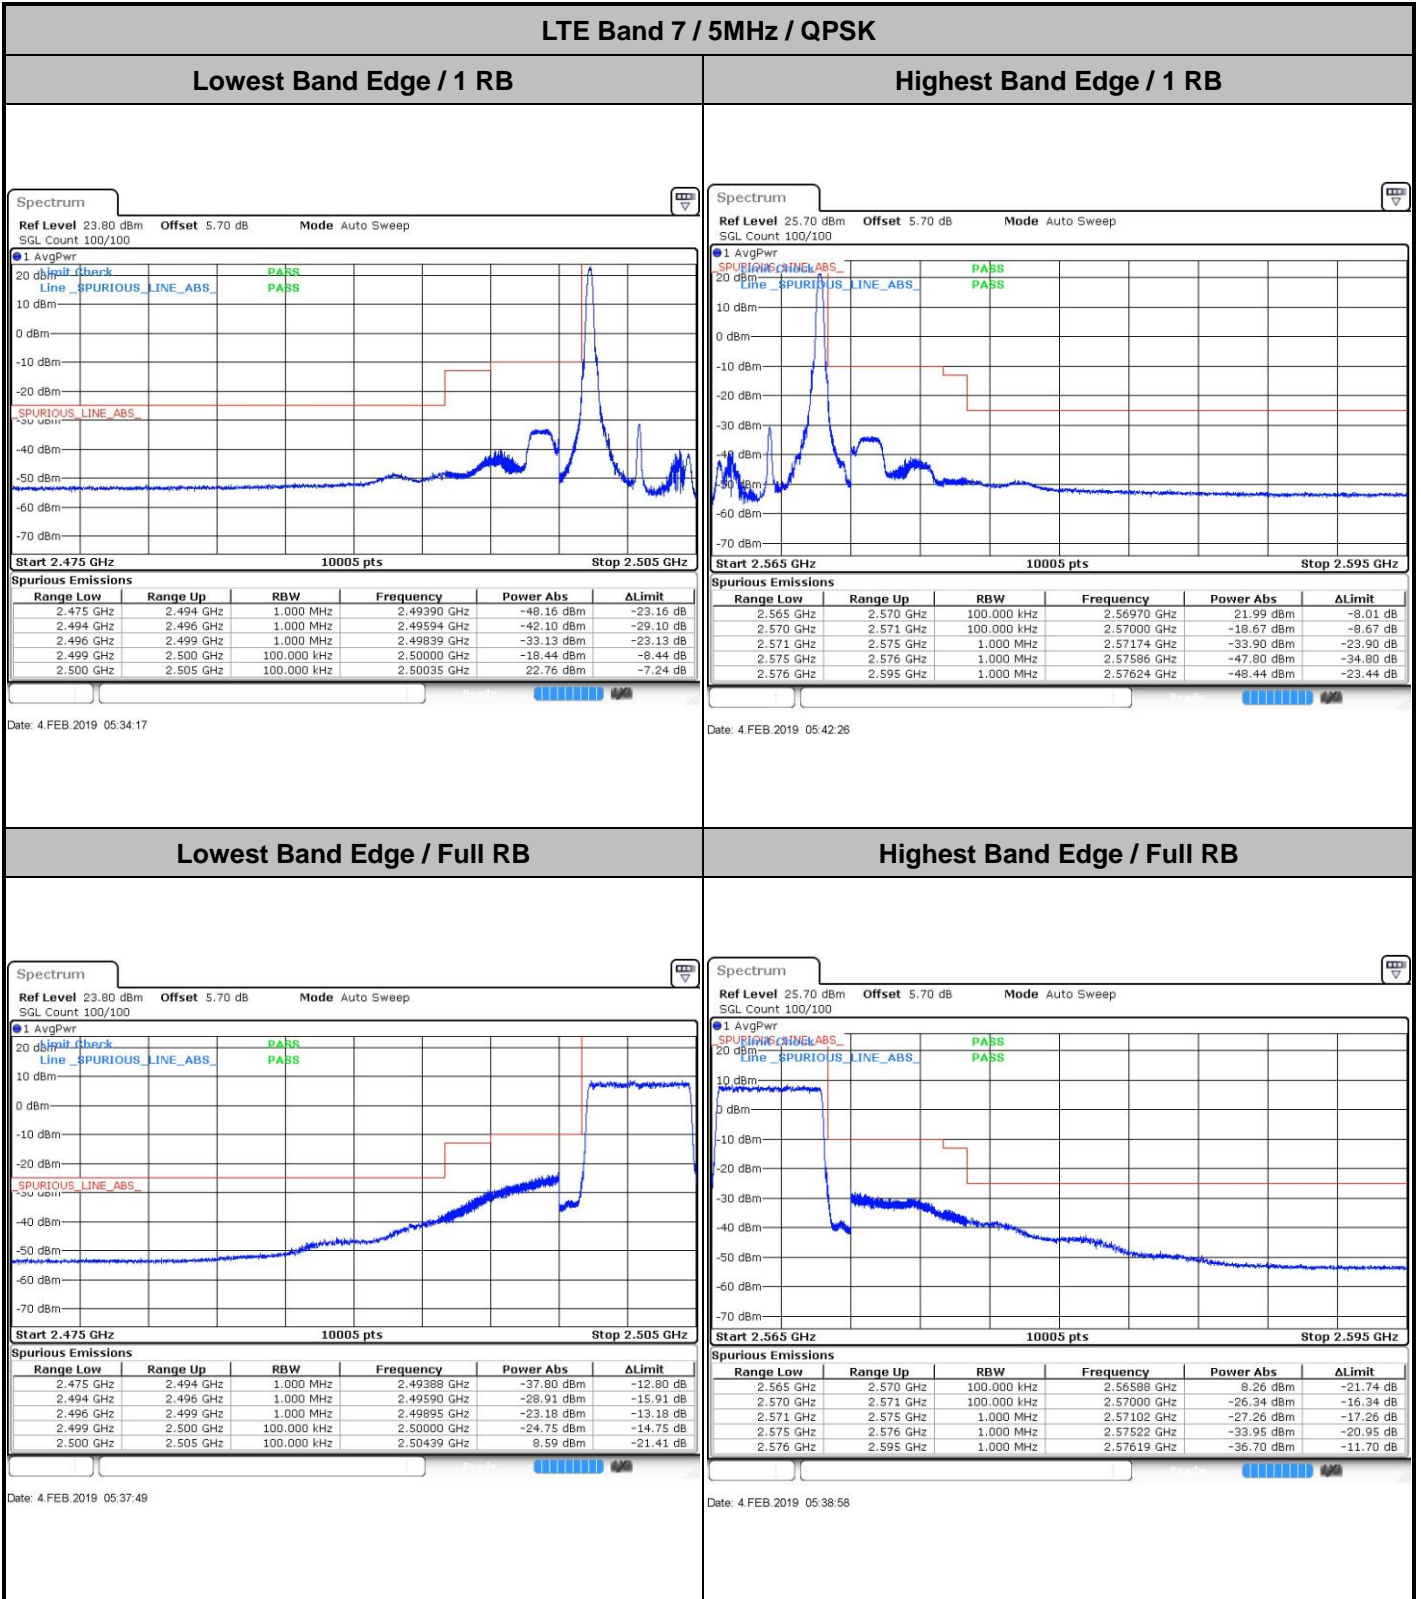 LTE Band 7 / 5MHz / QPSK
Lowest Band Edge / 1 RB
Highest Band Edge / 1 RB
Spectrum
Ref Level 23.80 dBm Offset 5.70 dB Mode Auto Sweep
SGL Count 100/100
1 AvgPwr
Limit Check PASS
Line _SPURIOUS_LINE_ABS_ PASS
20 dBm
10 dBm
0 dBm
-10 dBm
-20 dBm
_SPURIOUS_LINE_ABS_
-30 dBm
-40 dBm
-50 dBm
-60 dBm
-70 dBm
Start 2.475 GHz 10005 pts Stop 2.505 GHz
Spurious Emissions
Range Low Range Up RBW Frequency Power Abs ΔLimit
2.475 GHz 2.494 GHz 1.000 MHz 2.49390 GHz -48.16 dBm -23.16 dB
2.494 GHz 2.496 GHz 1.000 MHz 2.49594 GHz -42.10 dBm -29.10 dB
2.496 GHz 2.499 GHz 1.000 MHz 2.49839 GHz -33.13 dBm -23.13 dB
2.499 GHz 2.500 GHz 100.000 kHz 2.50000 GHz -18.44 dBm -8.44 dB
2.500 GHz 2.505 GHz 100.000 kHz 2.50035 GHz 22.76 dBm -7.24 dB
Date: 4.FEB.2019 05:34:17
Spectrum
Ref Level 25.70 dBm Offset 5.70 dB Mode Auto Sweep
SGL Count 100/100
1 AvgPwr
_SPURIOUS_LINE_ABS_
Limit Check PASS
Line _SPURIOUS_LINE_ABS_ PASS
20 dBm
10 dBm
0 dBm
-10 dBm
-20 dBm
-30 dBm
-40 dBm
-50 dBm
-60 dBm
-70 dBm
Start 2.565 GHz 10005 pts Stop 2.595 GHz
Spurious Emissions
Range Low Range Up RBW Frequency Power Abs ΔLimit
2.565 GHz 2.570 GHz 100.000 kHz 2.56970 GHz 21.99 dBm -8.01 dB
2.570 GHz 2.571 GHz 100.000 kHz 2.57000 GHz -18.67 dBm -8.67 dB
2.571 GHz 2.575 GHz 1.000 MHz 2.57174 GHz -33.90 dBm -23.90 dB
2.575 GHz 2.576 GHz 1.000 MHz 2.57586 GHz -47.80 dBm -34.80 dB
2.576 GHz 2.595 GHz 1.000 MHz 2.57624 GHz -48.44 dBm -23.44 dB
Date: 4.FEB.2019 05:42:26
Lowest Band Edge / Full RB
Highest Band Edge / Full RB
Spectrum
Ref Level 23.80 dBm Offset 5.70 dB Mode Auto Sweep
SGL Count 100/100
1 AvgPwr
Limit Check PASS
Line _SPURIOUS_LINE_ABS_ PASS
20 dBm
10 dBm
0 dBm
-10 dBm
-20 dBm
_SPURIOUS_LINE_ABS_
-30 dBm
-40 dBm
-50 dBm
-60 dBm
-70 dBm
Start 2.475 GHz 10005 pts Stop 2.505 GHz
Spurious Emissions
Range Low Range Up RBW Frequency Power Abs ΔLimit
2.475 GHz 2.494 GHz 1.000 MHz 2.49388 GHz -37.80 dBm -12.80 dB
2.494 GHz 2.496 GHz 1.000 MHz 2.49590 GHz -28.91 dBm -15.91 dB
2.496 GHz 2.499 GHz 1.000 MHz 2.49895 GHz -23.18 dBm -13.18 dB
2.499 GHz 2.500 GHz 100.000 kHz 2.50000 GHz -24.75 dBm -14.75 dB
2.500 GHz 2.505 GHz 100.000 kHz 2.50439 GHz 8.59 dBm -21.41 dB
Date: 4.FEB.2019 05:37:49
Spectrum
Ref Level 25.70 dBm Offset 5.70 dB Mode Auto Sweep
SGL Count 100/100
1 AvgPwr
_SPURIOUS_LINE_ABS_
Limit Check PASS
Line _SPURIOUS_LINE_ABS_ PASS
20 dBm
10 dBm
0 dBm
-10 dBm
-20 dBm
-30 dBm
-40 dBm
-50 dBm
-60 dBm
-70 dBm
Start 2.565 GHz 10005 pts Stop 2.595 GHz
Spurious Emissions
Range Low Range Up RBW Frequency Power Abs ΔLimit
2.565 GHz 2.570 GHz 100.000 kHz 2.56588 GHz 8.26 dBm -21.74 dB
2.570 GHz 2.571 GHz 100.000 kHz 2.57000 GHz -26.34 dBm -16.34 dB
2.571 GHz 2.575 GHz 1.000 MHz 2.57102 GHz -27.26 dBm -17.26 dB
2.575 GHz 2.576 GHz 1.000 MHz 2.57522 GHz -33.95 dBm -20.95 dB
2.576 GHz 2.595 GHz 1.000 MHz 2.57619 GHz -36.70 dBm -11.70 dB
Date: 4.FEB.2019 05:38:58